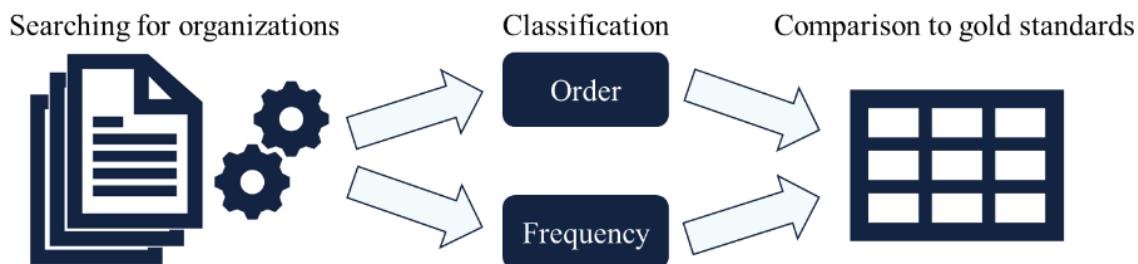 Searching for organizations
Classification
Comparison to gold standards
Order
Frequency